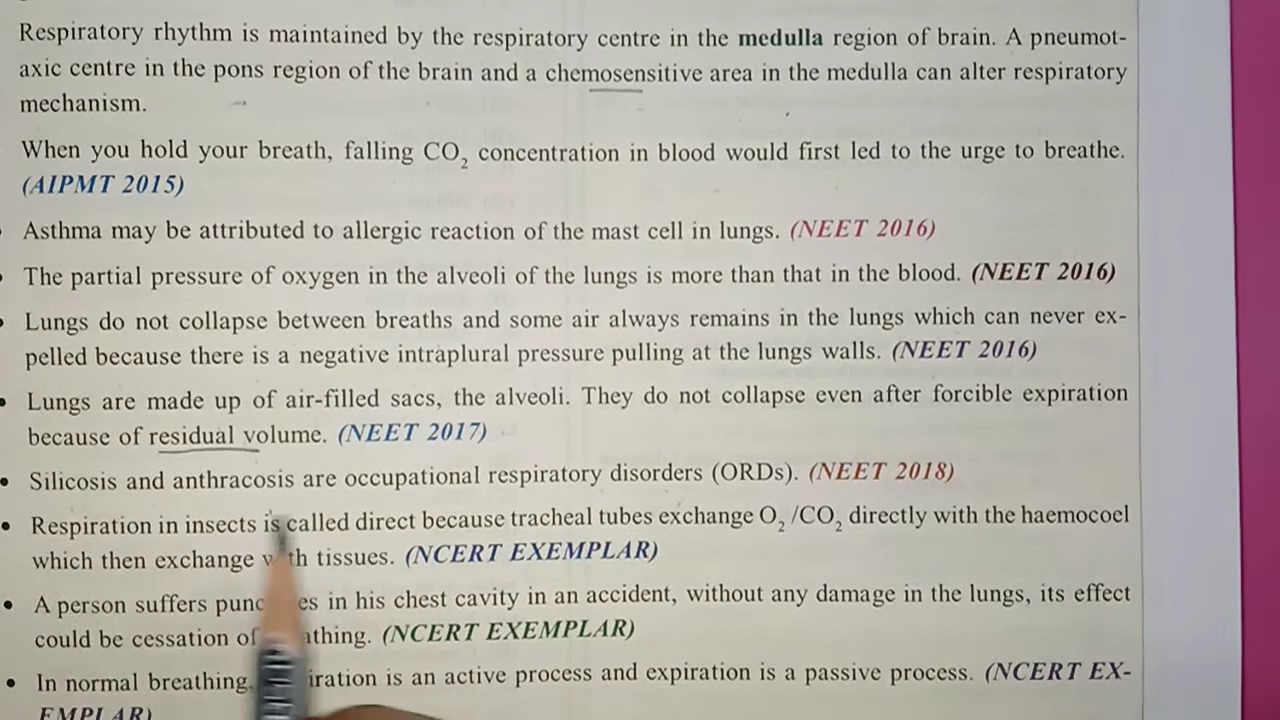 Respiratory rhythm is maintained by the respiratory centre in the medulla region of brain. A pneumot-
axic centre in the pons region of the brain and a chemosensitive area in the medulla can alter respiratory
mechanism.
When you hold your breath, falling CO₂ concentration in blood would first led to the urge to breathe.
(AIPMT 2015)
Asthma may be attributed to allergic reaction of the mast cell in lungs. (NEET 2016)
The partial pressure of oxygen in the alveoli of the lungs is more than that in the blood. (NEET 2016)
Lungs do not collapse between breaths and some air always remains in the lungs which can never ex-
pelled because there is a negative intraplural pressure pulling at the lungs walls. (NEET 2016)
• Lungs are made up of air-filled sacs, the alveoli. They do not collapse even after forcible expiration
because of residual volume. (NEET 2017)
• Silicosis and anthracosis are occupational respiratory disorders (ORDs). (NEET 2018)
• Respiration in insects is called direct because tracheal tubes exchange O₂ /CO₂ directly with the haemocoel
which then exchange with tissues. (NCERT EXEMPLAR)
• A person suffers in his chest cavity in an accident, without any damage in the lungs, its effect
could be cessation of (NCERT EXEMPLAR)
• In normal breathing, is an active process and expiration is a passive process. (NCERT EX-
EMPLAR)